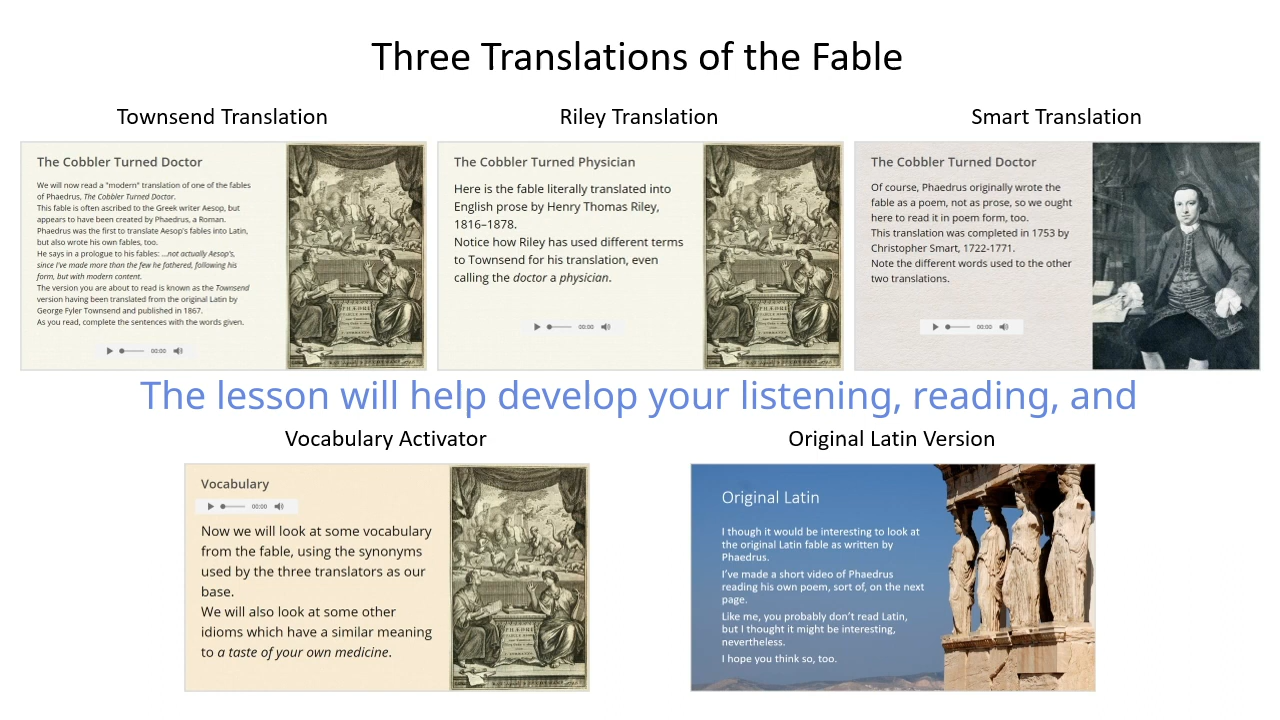 Three Translations of the Fable
Townsend Translation
The Cobbler Turned Doctor
We will now read a "modern" translation of one of the fables
of Phaedrus, The Cobbler Turned Doctor.
This fable is often ascribed to the Greek writer Aesop, but
appears to have been created by Phaedrus, a Roman.
Phaedrus was the first to translate Aesop's fables into Latin,
but also wrote his own fables, too.
He says in a prologue to his fables: ...not actually Aesop's,
since I've made more than the few he fathered, following his
form, but with modern content.
The version you are about to read is known as the Townsend
version having been translated from the original Latin by
George Fyler Townsend and published in 1867.
As you read, complete the sentences with the words given.
00:00
Riley Translation
The Cobbler Turned Physician
Here is the fable literally translated into
English prose by Henry Thomas Riley,
1816–1878.
Notice how Riley has used different terms
to Townsend for his translation, even
calling the doctor a physician.
00:00
Smart Translation
The Cobbler Turned Doctor
Of course, Phaedrus originally wrote the
fable as a poem, not as prose, so we ought
here to read it in poem form, too.
This translation was completed in 1753 by
Christopher Smart, 1722-1771.
Note the different words used to the other
two translations.
00:00
The lesson will help develop your listening, reading, and
Vocabulary Activator
Vocabulary
00:00
Now we will look at some vocabulary
from the fable, using the synonyms
used by the three translators as our
base.
We will also look at some other
idioms which have a similar meaning
to a taste of your own medicine.
Original Latin Version
Original Latin
I though it would be interesting to look at
the original Latin fable as written by
Phaedrus.
I've made a short video of Phaedrus
reading his own poem, sort of, on the next
page.
Like me, you probably don't read Latin,
but I thought it might be interesting,
nevertheless.
I hope you think so, too.